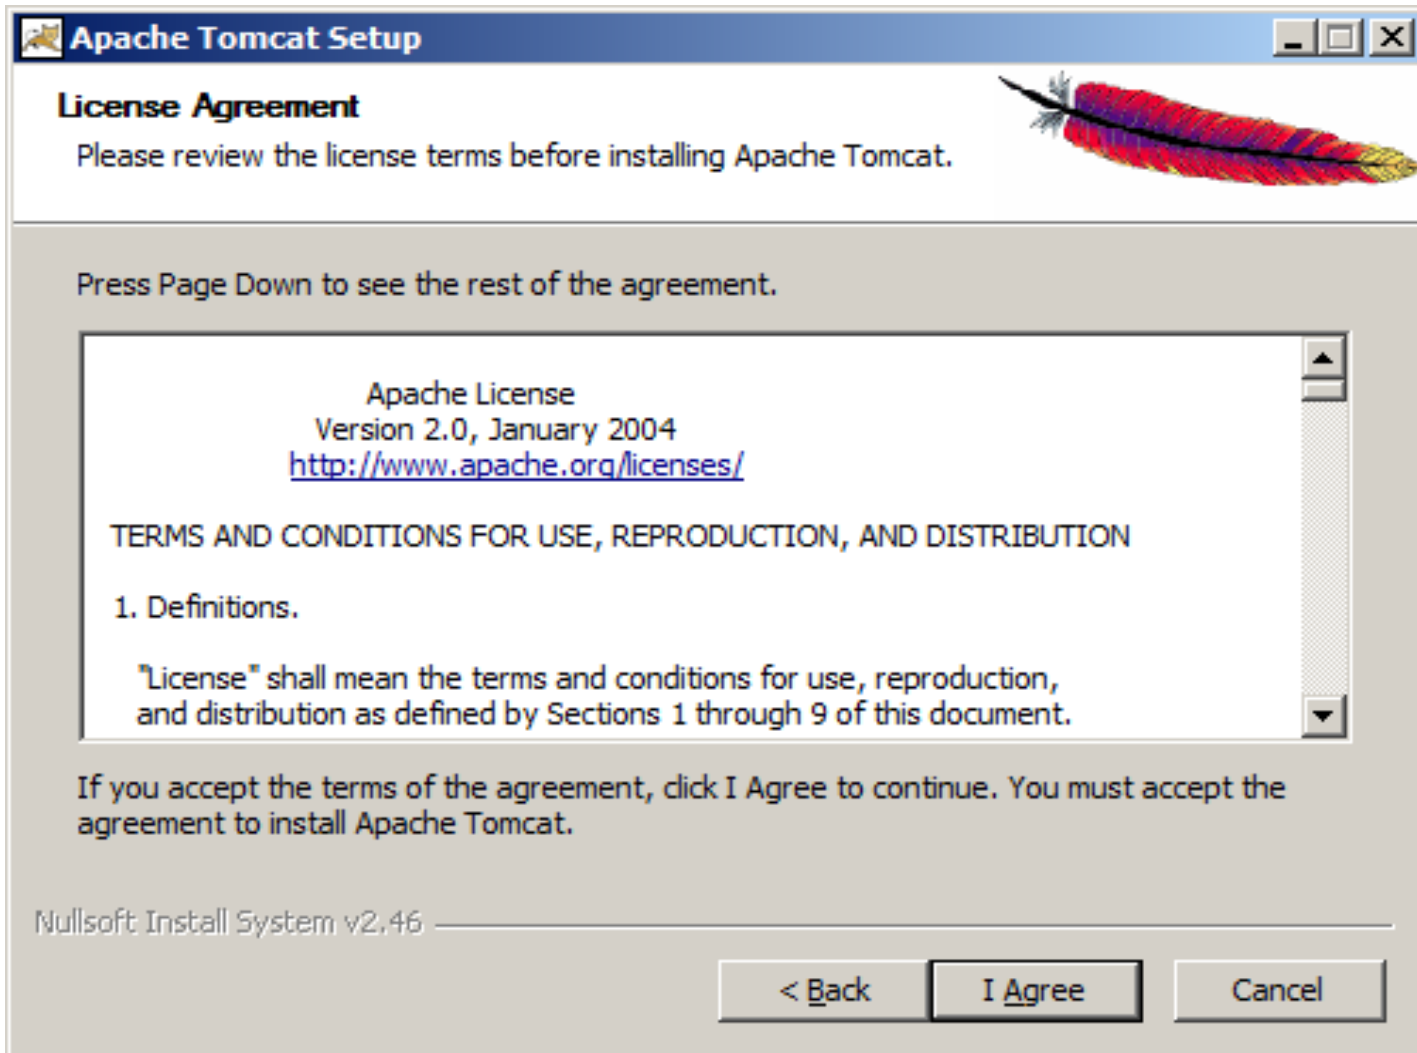 Apache Tomcat Setup
License Agreement
Please review the license terms before installing Apache Tomcat.
Press Page Down to see the rest of the agreement.
Apache License
Version 2.0, January 2004
http://www.apache.org/licenses/
TERMS AND CONDITIONS FOR USE, REPRODUCTION, AND DISTRIBUTION
1. Definitions.
"License" shall mean the terms and conditions for use, reproduction,
and distribution as defined by Sections 1 through 9 of this document.
If you accept the terms of the agreement, click I Agree to continue. You must accept the
agreement to install Apache Tomcat.
Nullsoft Install System v2.46
< Back I Agree Cancel